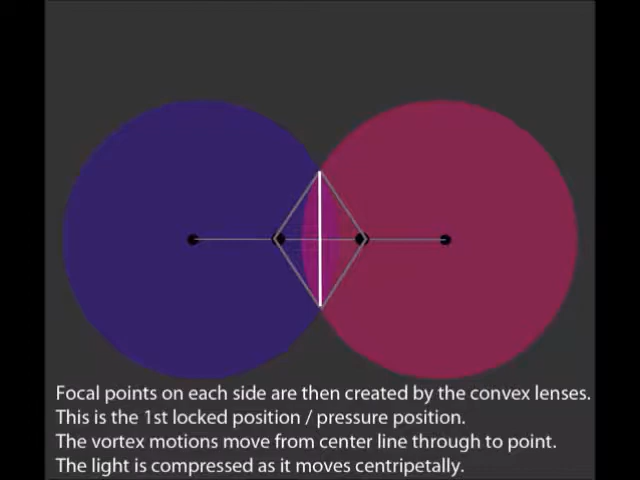 Focal points on each side are then created by the convex lenses.
This is the 1st locked position / pressure position.
The vortex motions move from center line through to point.
The light is compressed as it moves centripetally.